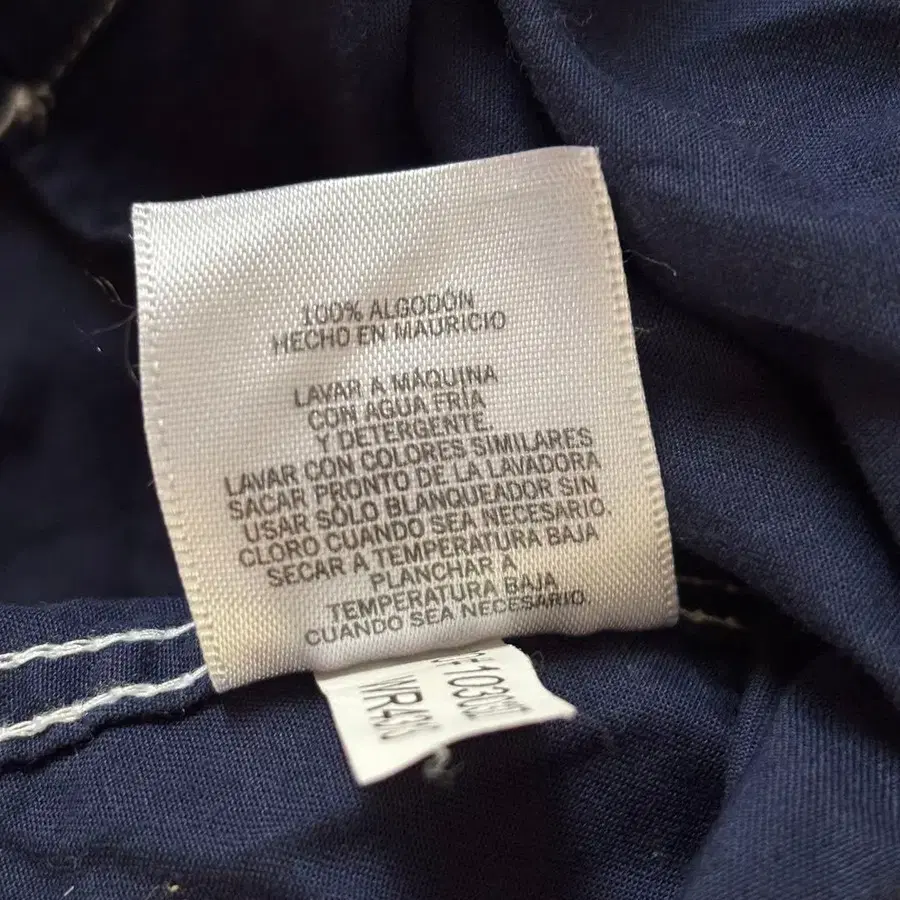 100% ALGODÓN
HECHO EN MAURICIO
LAVAR A MÁQUINA
CON AGUA FRÍA
Y DETERGENTE.
LAVAR CON COLORES SIMILARES
SACAR PRONTO DE LA LAVADORA
USAR SÓLO BLANQUEADOR SIN
CLORO CUANDO SEA NECESARIO.
SECAR A TEMPERATURA BAJA
PLANCHAR A
TEMPERATURA BAJA
CUANDO SEA NECESARIO.